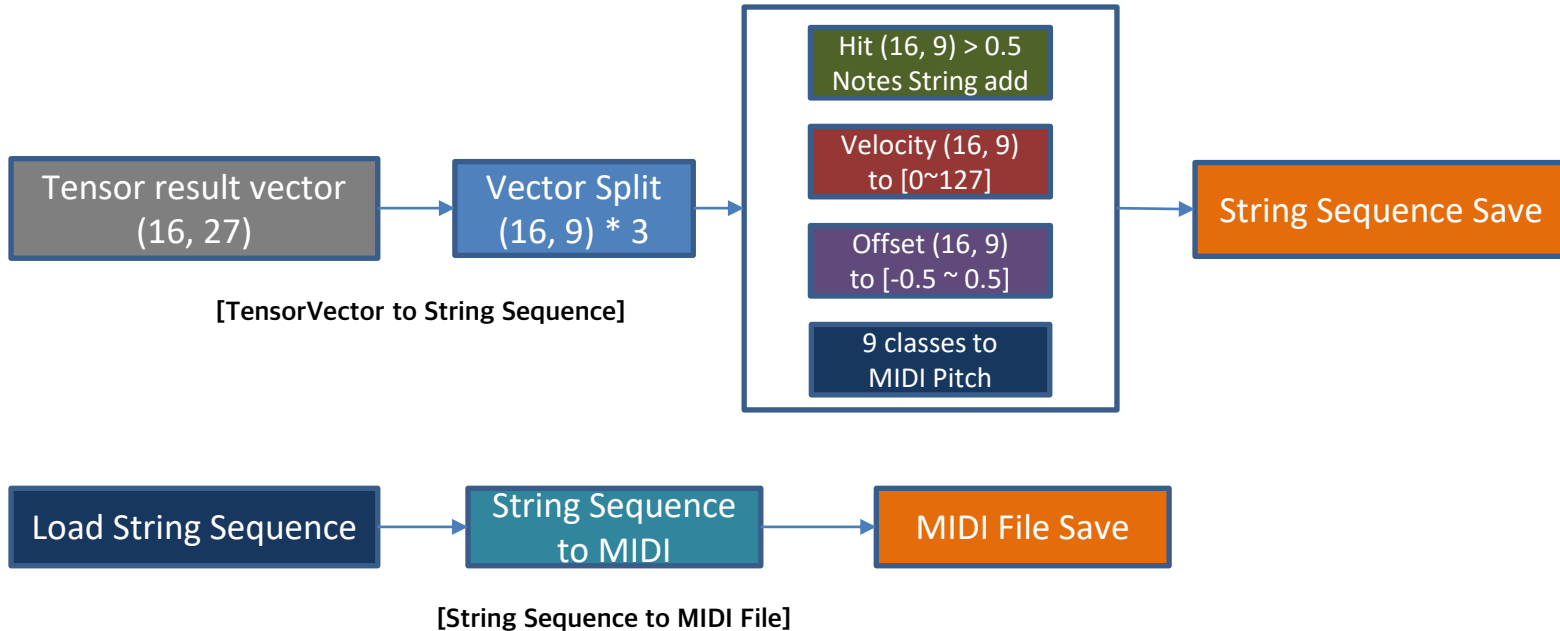 Tensor result vector
(16, 27)
Vector Split
(16, 9) * 3
Hit (16, 9) > 0.5
Notes String add
Velocity (16, 9)
to [0~127]
Offset (16, 9)
to [-0.5 ~ 0.5]
9 classes to
MIDI Pitch
String Sequence Save
[TensorVector to String Sequence]
Load String Sequence
String Sequence
to MIDI
MIDI File Save
[String Sequence to MIDI File]